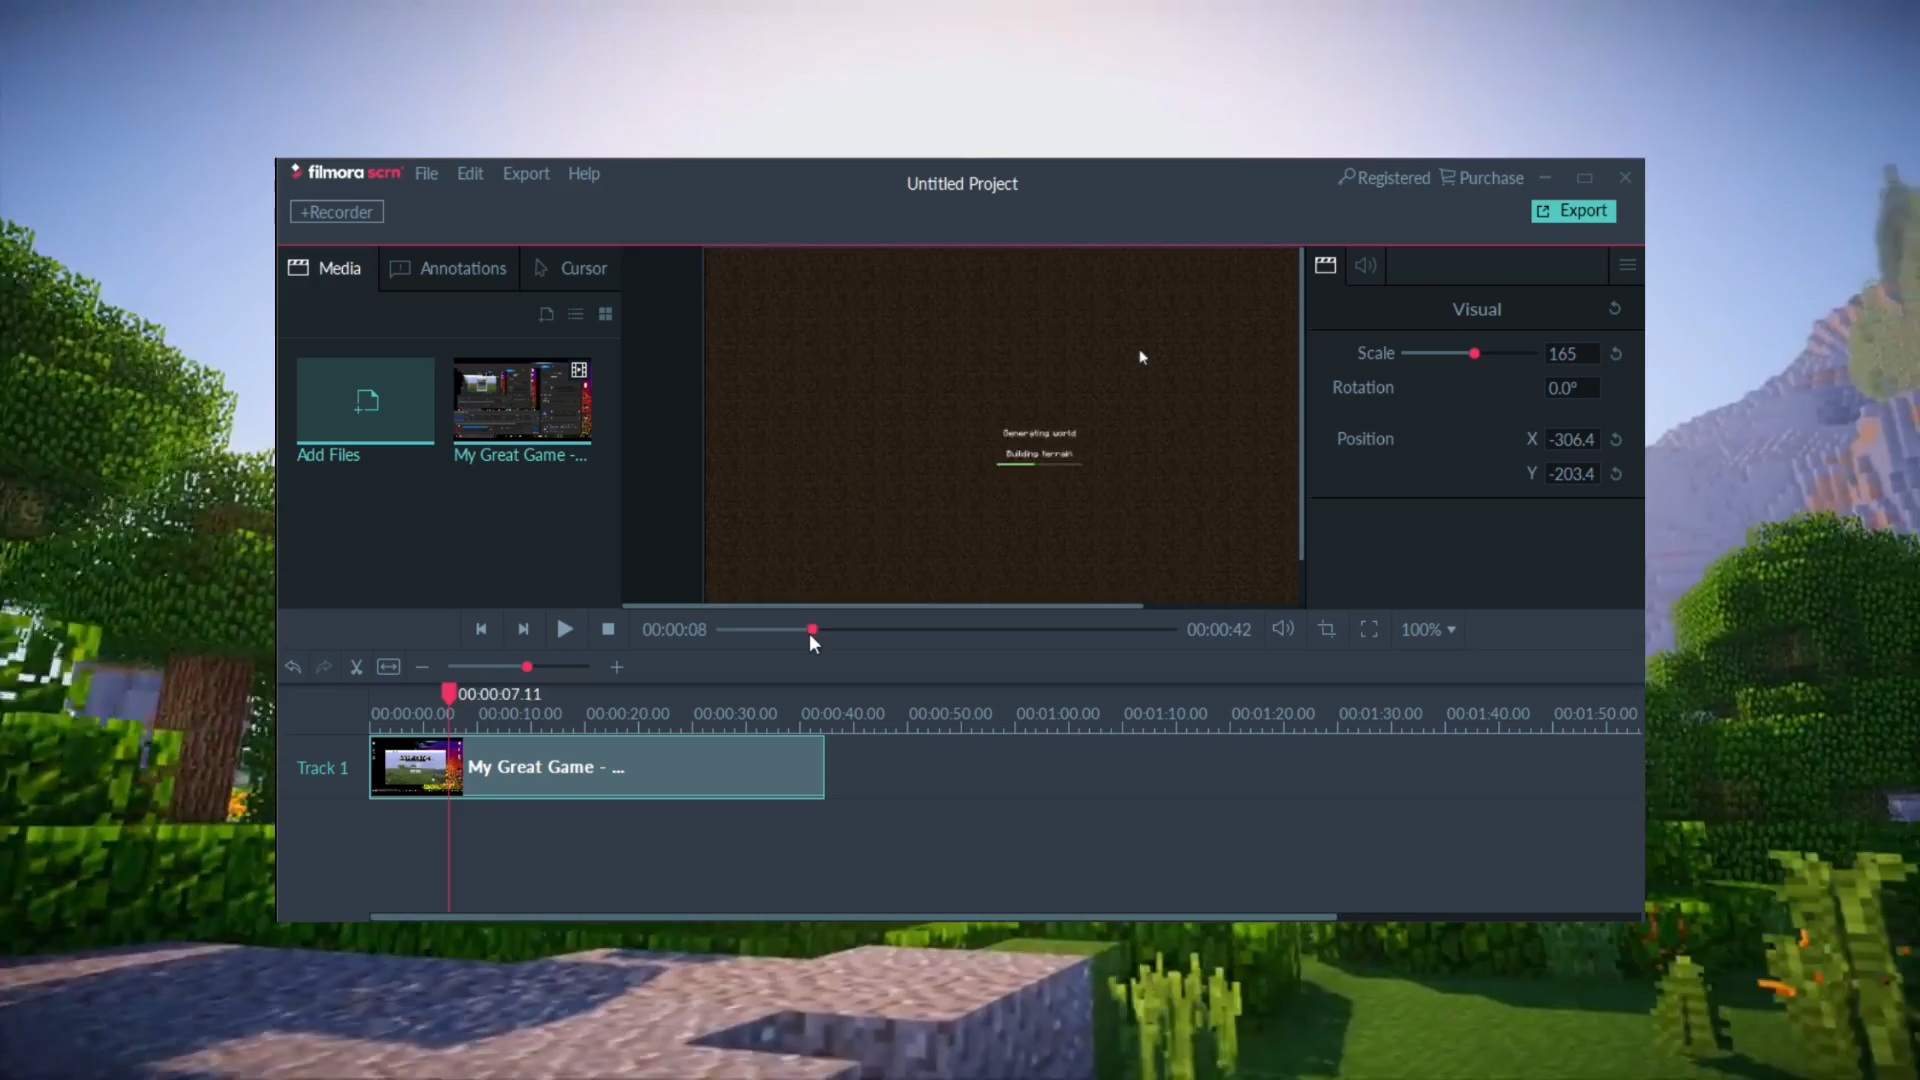 filmora scrn File Edit Export Help
Untitled Project
Registered Purchase
+Recorder
Export
Media Annotations Cursor
Visual
Scale 165
Rotation 0.0°
Position X -306.4
Y -203.4
Add Files
My Great Game -...
Generating world
Building terrain
00:00:08
00:00:42
100%
00:00:07.11
00:00:00.00 00:00:10.00 00:00:20.00 00:00:30.00 00:00:40.00 00:00:50.00 00:01:00.00 00:01:10.00 00:01:20.00 00:01:30.00 00:01:40.00 00:01:50.00
Track 1
My Great Game - ...